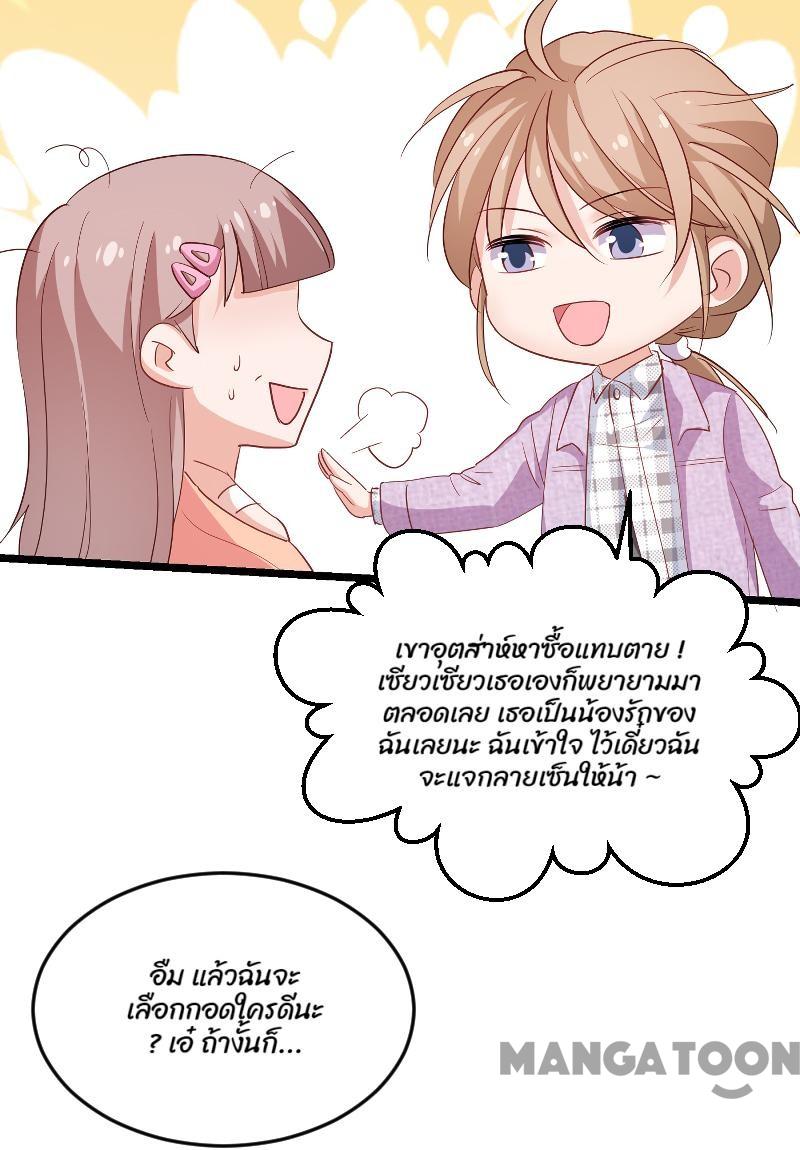 เขาอุตส่าห์หาซื้อแทบตาย !
เซียวเซียวเธอเองก็พยายามมา
ตลอดเลย เธอเป็นน้องรักของ
ฉันเลยนะ ฉันเข้าใจ ไว้เดี๋ยวฉัน
จะแจกลายเซ็นให้น้า ~
อืม แล้วฉันจะ
เลือกกอดใครดีนะ
? เอ๋ ถ้างั้นก็...
MANGATOON